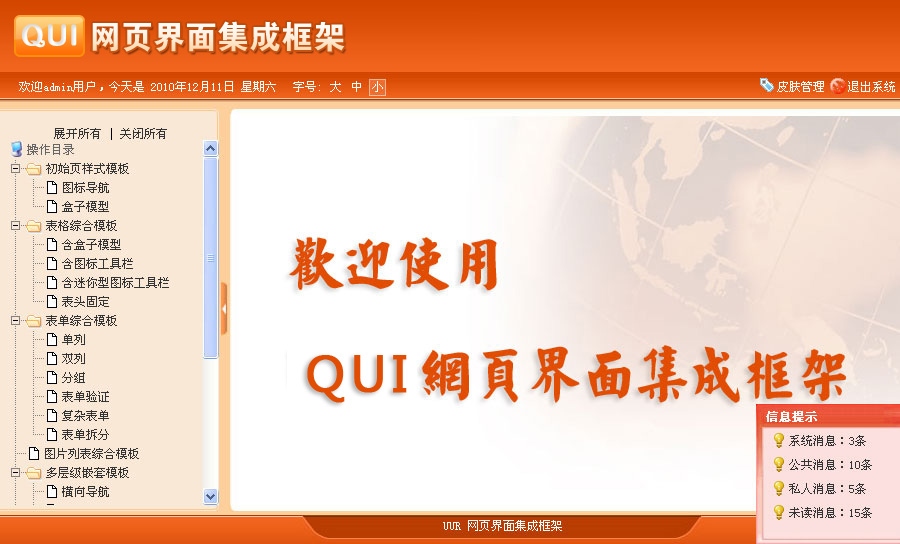 QUI 网页界面集成框架
欢迎admin用户，今天是 2010年12月11日 星期六 字号: 大 中 小
皮肤管理 退出系统
展开所有 | 关闭所有
操作目录
初始页样式模板
图标导航
盒子模型
表格综合模板
含盒子模型
含图标工具栏
含迷你型图标工具栏
表头固定
表单综合模板
单列
双列
分组
表单验证
复杂表单
表单拆分
图片列表综合模板
多层级嵌套模板
横向导航
歡迎使用
QUI 網頁界面集成框架
信息提示
系统消息：3条
公共消息：10条
私人消息：5条
未读消息：15条
UUR 网页界面集成框架